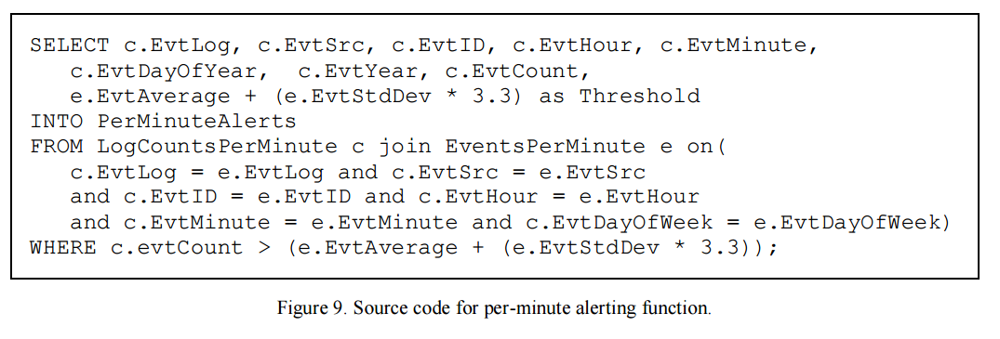 SELECT c.EvtLog, c.EvtSrc, c.EvtID, c.EvtHour, c.EvtMinute,
c.EvtDayOfYear, c.EvtYear, c.EvtCount,
e.EvtAverage + (e.EvtStdDev * 3.3) as Threshold
INTO PerMinuteAlerts
FROM LogCountsPerMinute c join EventsPerMinute e on(
c.EvtLog = e.EvtLog and c.EvtSrc = e.EvtSrc
and c.EvtID = e.EvtID and c.EvtHour = e.EvtHour
and c.EvtMinute = e.EvtMinute and c.EvtDayOfWeek = e.EvtDayOfWeek)
WHERE c.evtCount > (e.EvtAverage + (e.EvtStdDev * 3.3));
Figure 9. Source code for per-minute alerting function.